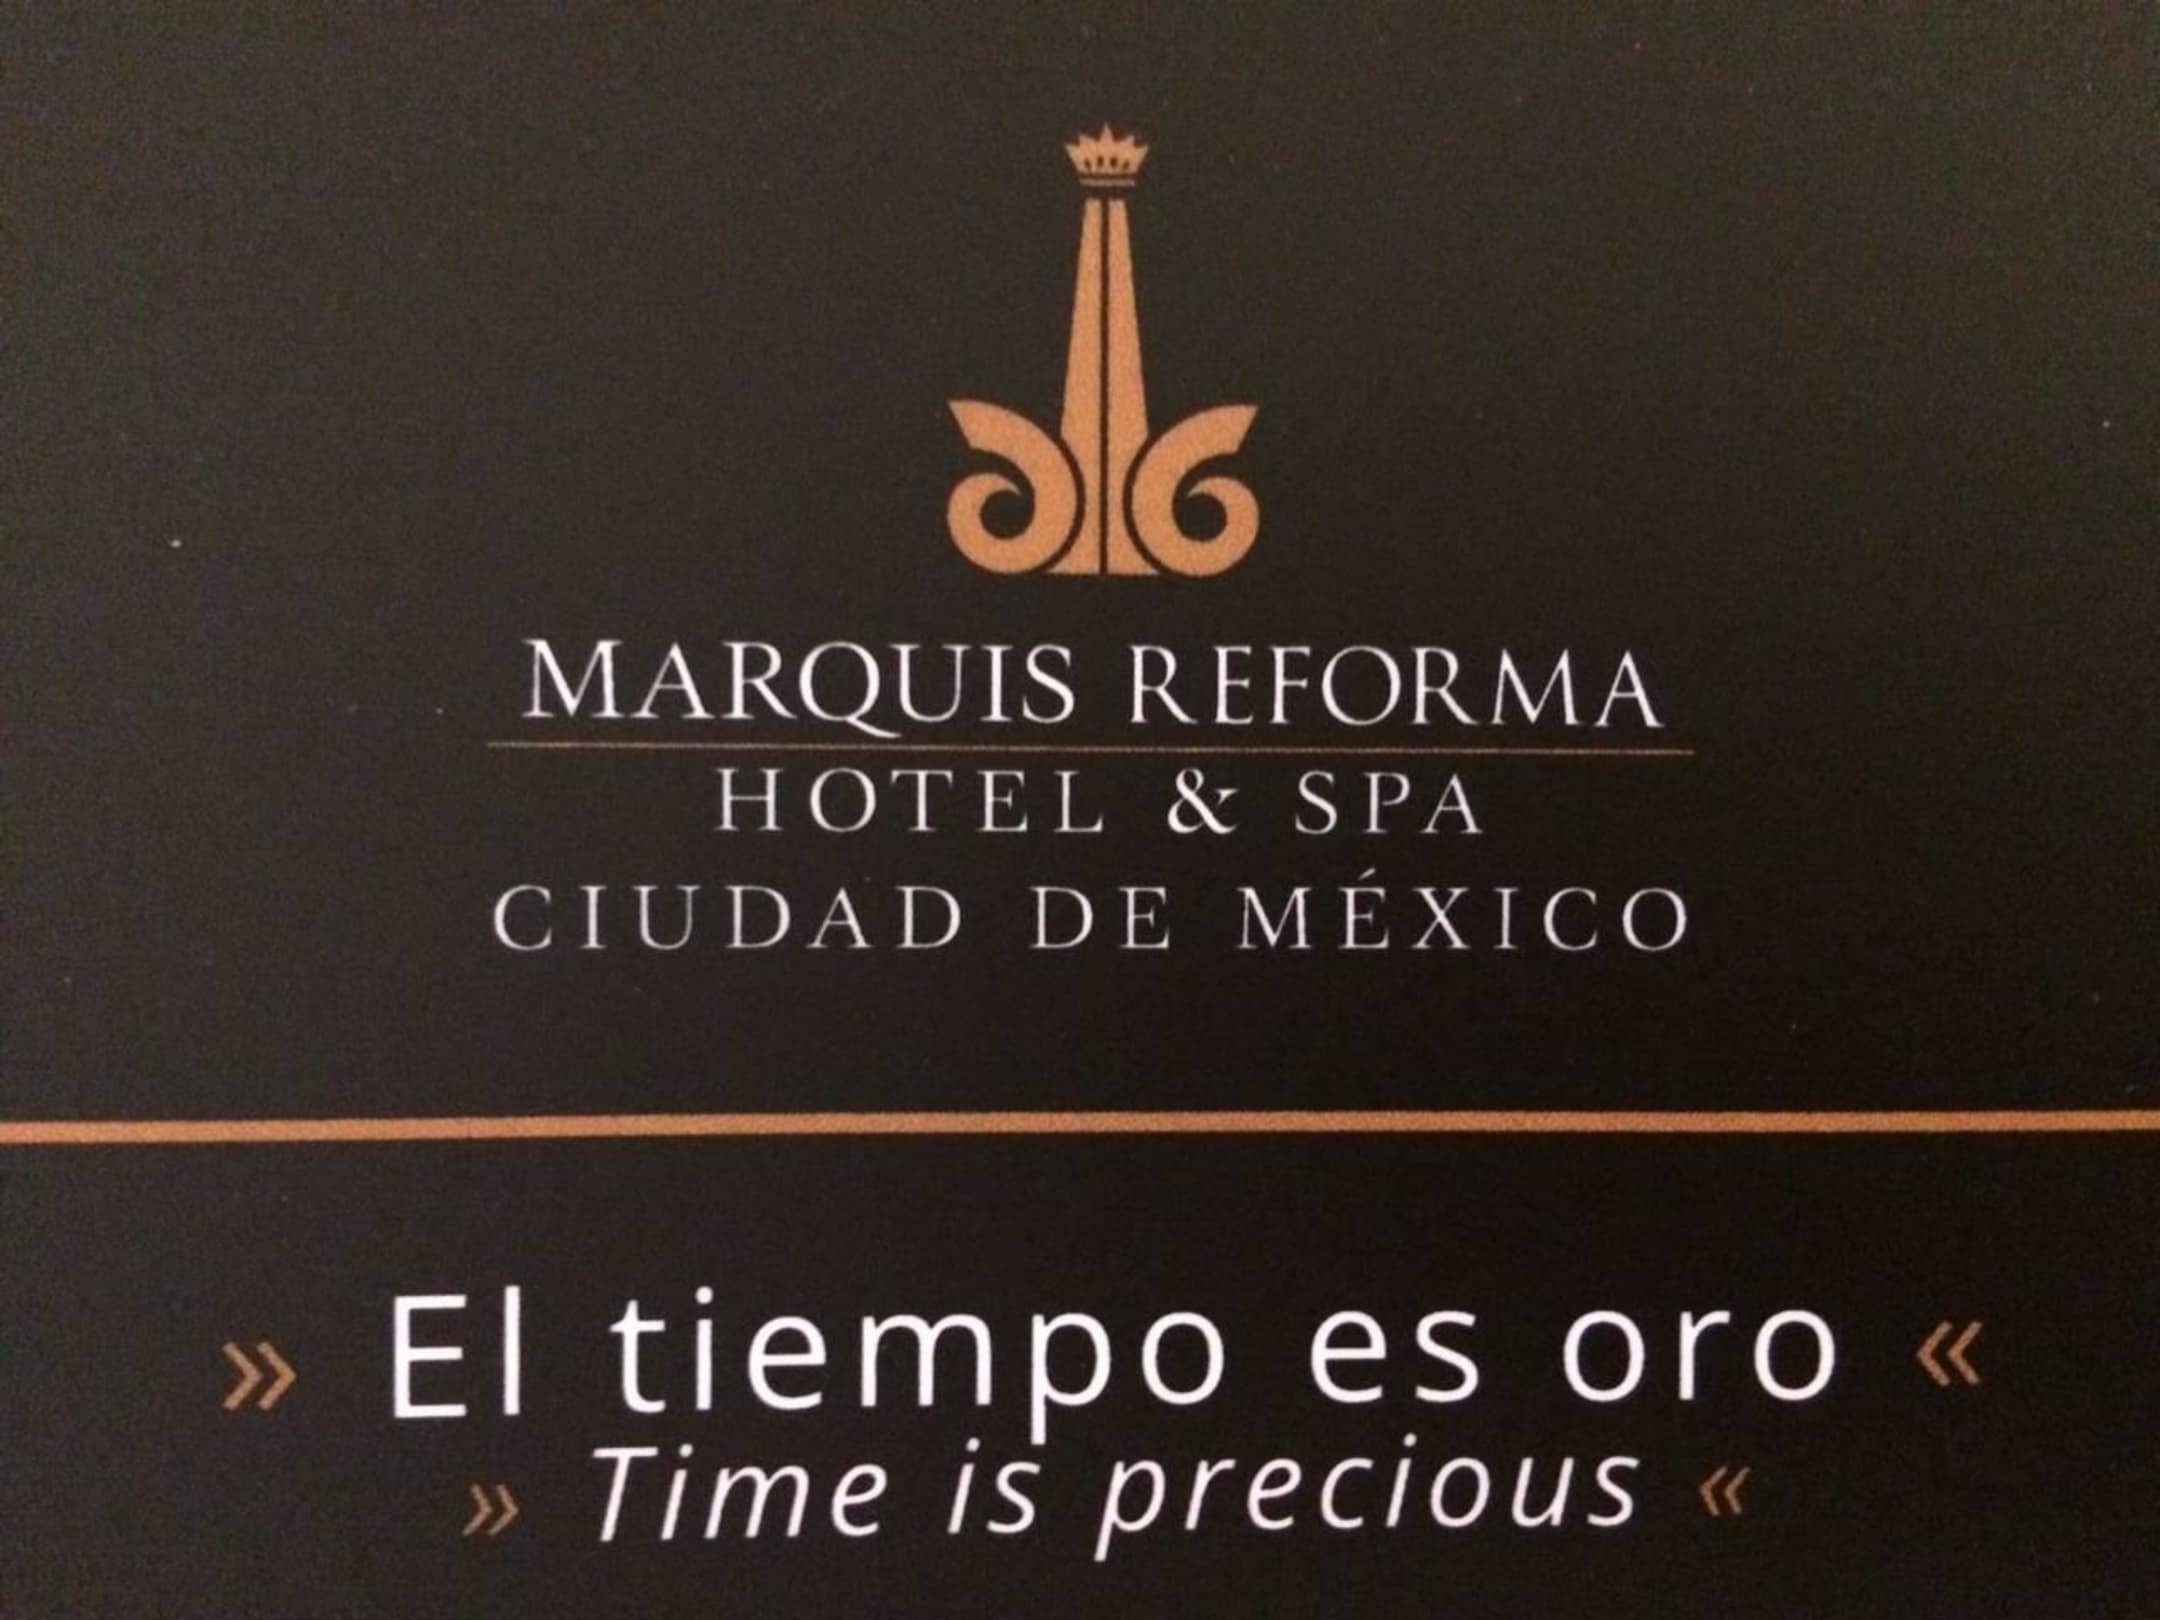 MARQUIS REFORMA
HOTEL & SPA
CIUDAD DE MÉXICO
» El tiempo es oro «
» Time is precious «